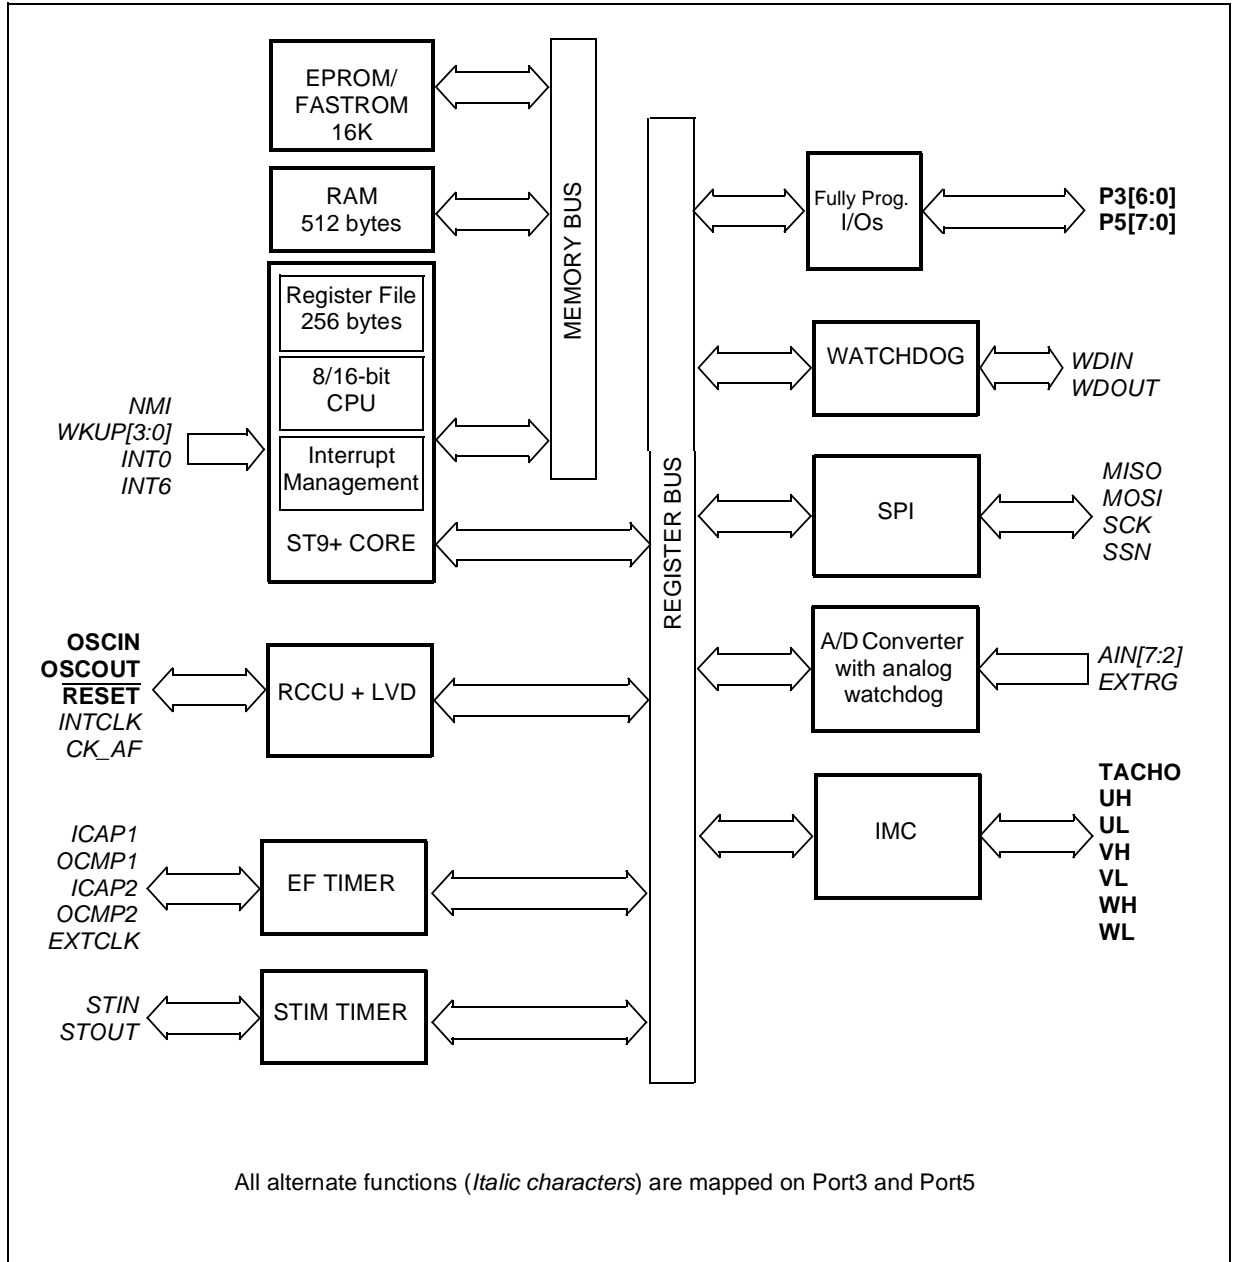 EPROM/
FASTROM
16K
RAM
512 bytes
Register File
256 bytes
8/16-bit
CPU
Interrupt
Management
ST9+ CORE
NMI
WKUP[3:0]
INT0
INT6
MEMORY BUS
REGISTER BUS
OSCIN
OSCOUT
RESET
INTCLK
CK_AF
RCCU + LVD
ICAP1
OCMP1
ICAP2
OCMP2
EXTCLK
EF TIMER
STIN
STOUT
STIM TIMER
Fully Prog.
I/Os
P3[6:0]
P5[7:0]
WATCHDOG
WDIN
WDOUT
SPI
MISO
MOSI
SCK
SSN
A/D Converter
with analog
watchdog
AIN[7:2]
EXTRG
IMC
TACHO
UH
UL
VH
VL
WH
WL
All alternate functions (Italic characters) are mapped on Port3 and Port5